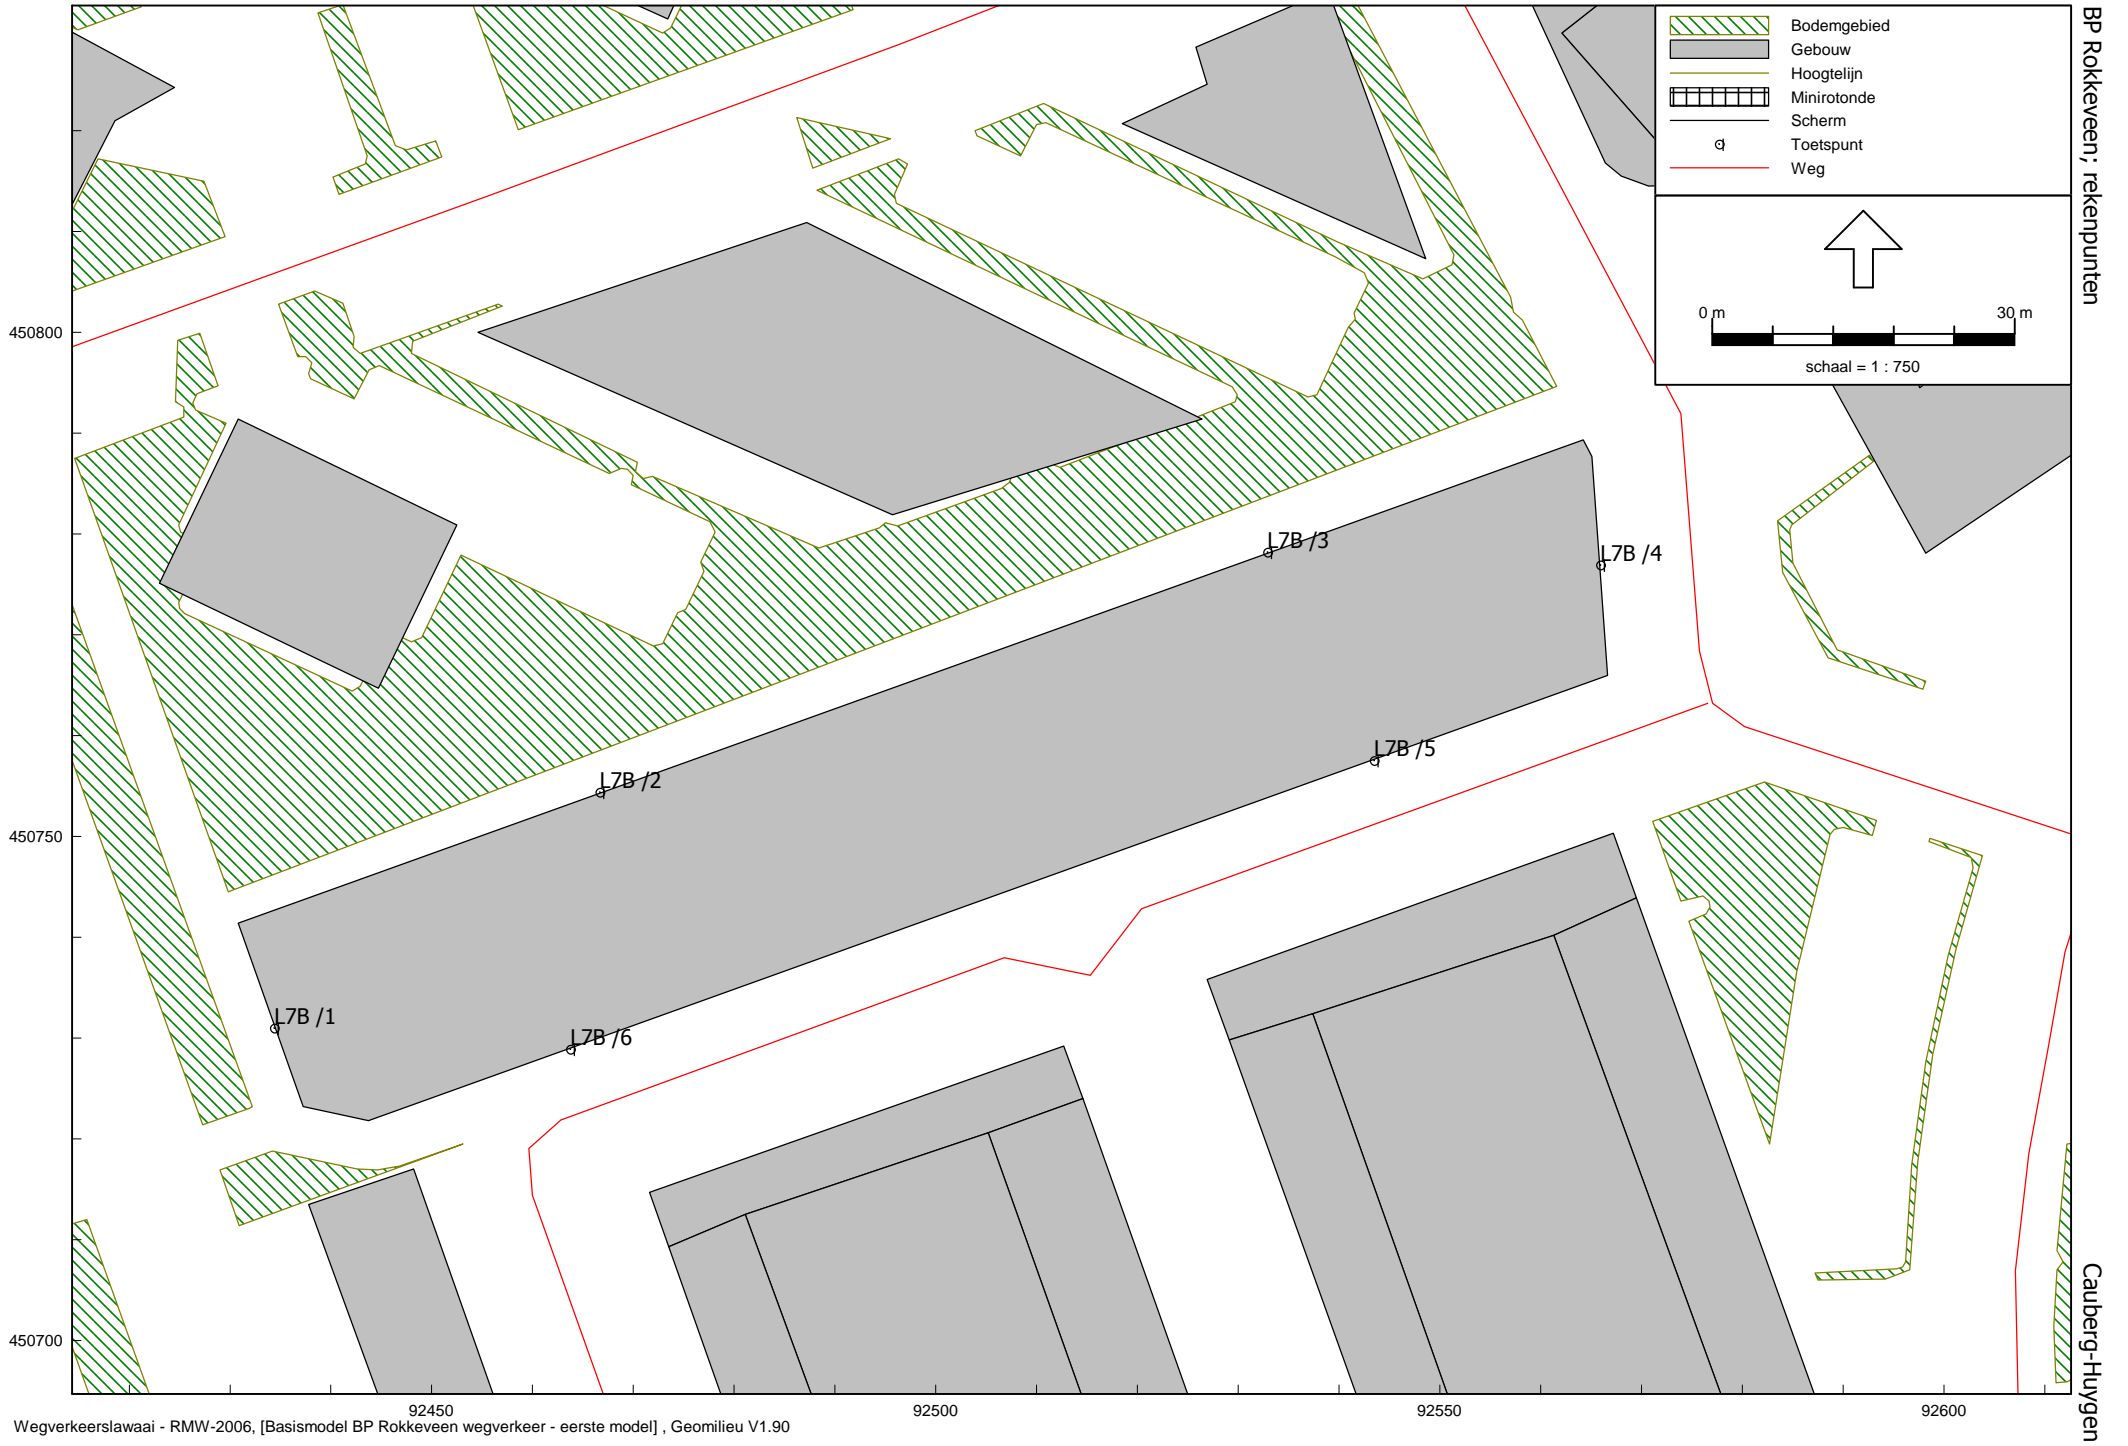 Bodemgebied
Gebouw
Hoogtelijn
Minirotonde
Scherm
Toetspunt
Weg
0 m
30 m
schaal = 1 : 750
BP Rokkeveen; rekenpunten
Cauberg-Huygen
450800
450750
450700
L7B /3
L7B /4
L7B /5
L7B /2
L7B /1
L7B /6
92450
92500
92550
92600
Wegverkeerslawaai - RMW-2006, [Basismodel BP Rokkeveen wegverkeer - eerste model] , Geomilieu V1.90